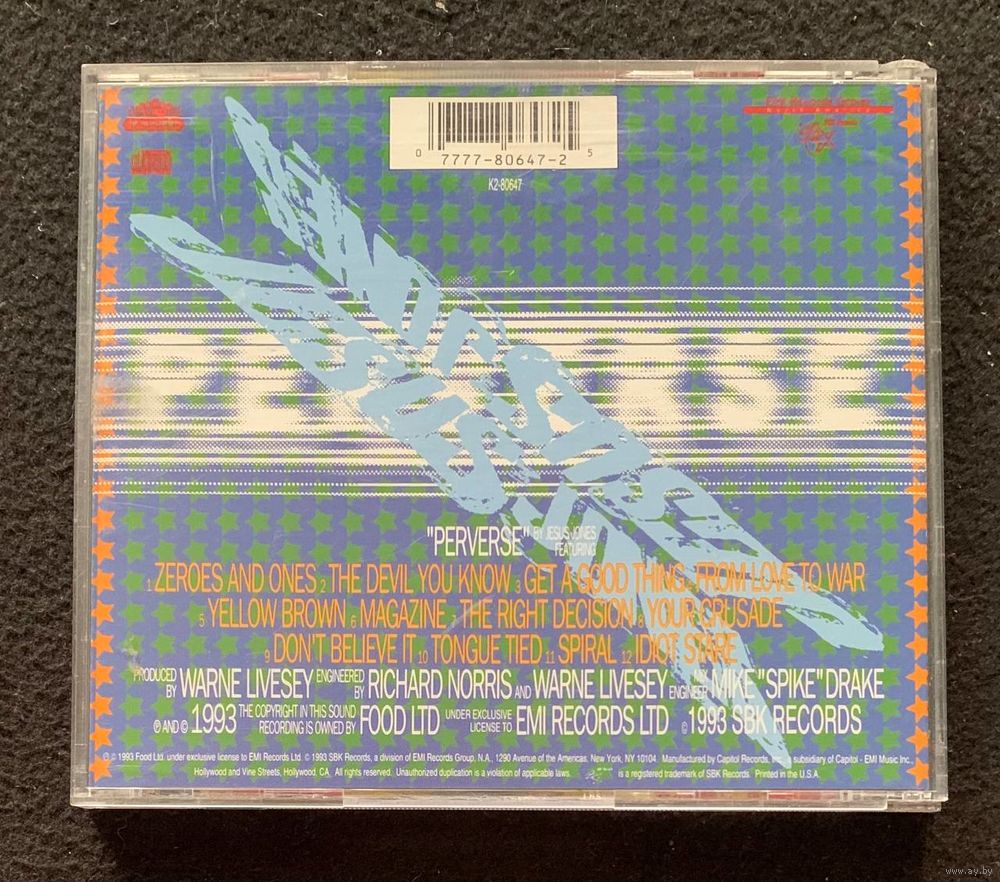 0 7777-80647-2 5
K2-80647
PERVERSE
"PERVERSE" BY JESUS JONES FEATURING
1 ZEROES AND ONES 2 THE DEVIL YOU KNOW 3 GET A GOOD THING FROM LOVE TO WAR
5 YELLOW BROWN 6 MAGAZINE THE RIGHT DECISION 8 YOUR CRUSADE
9 DON'T BELIEVE IT 10 TONGUE TIED 11 SPIRAL 12 IDIOT STARE
PRODUCED BY WARNE LIVESEY ENGINEERED BY RICHARD NORRIS AND WARNE LIVESEY MIX ENGINEER MIKE "SPIKE" DRAKE
℗ AND © 1993 THE COPYRIGHT IN THIS SOUND RECORDING IS OWNED BY FOOD LTD UNDER EXCLUSIVE LICENSE TO EMI RECORDS LTD © 1993 SBK RECORDS
℗ © 1993 Food Ltd. under exclusive license to EMI Records Ltd. © 1993 SBK Records, a division of EMI Records Group, N.A., 1290 Avenue of the Americas, New York, NY 10104. Manufactured by Capitol Records, Inc., a subsidiary of Capitol - EMI Music Inc.,
Hollywood and Vine Streets, Hollywood, CA. All rights reserved. Unauthorized duplication is a violation of applicable laws. is a registered trademark of SBK Records. Printed in the U.S.A.
www.ay.by